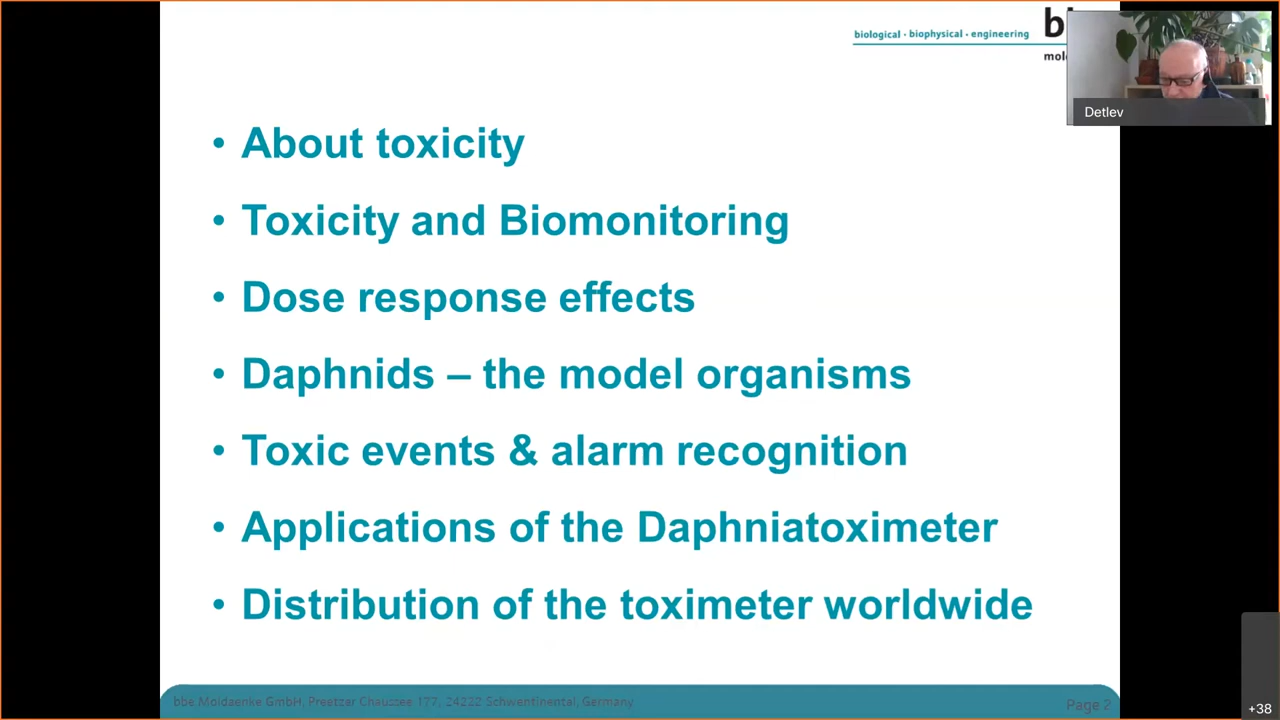 biological · biophysical · engineering
Detlev
• About toxicity
• Toxicity and Biomonitoring
• Dose response effects
• Daphnids – the model organisms
• Toxic events & alarm recognition
• Applications of the Daphniatoximeter
• Distribution of the toximeter worldwide
bbe Moldaenke GmbH, Preetzer Chaussee 177, 24222 Schwentinental, Germany
Page 2
+38